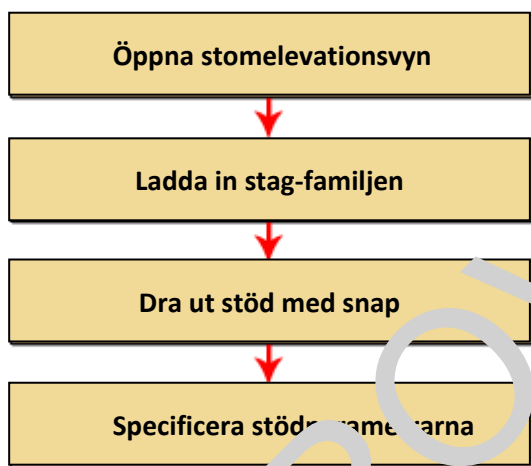 Öppna stomelevationsvyn
Ladda in stag-familjen
Dra ut stöd med snap
Specificera